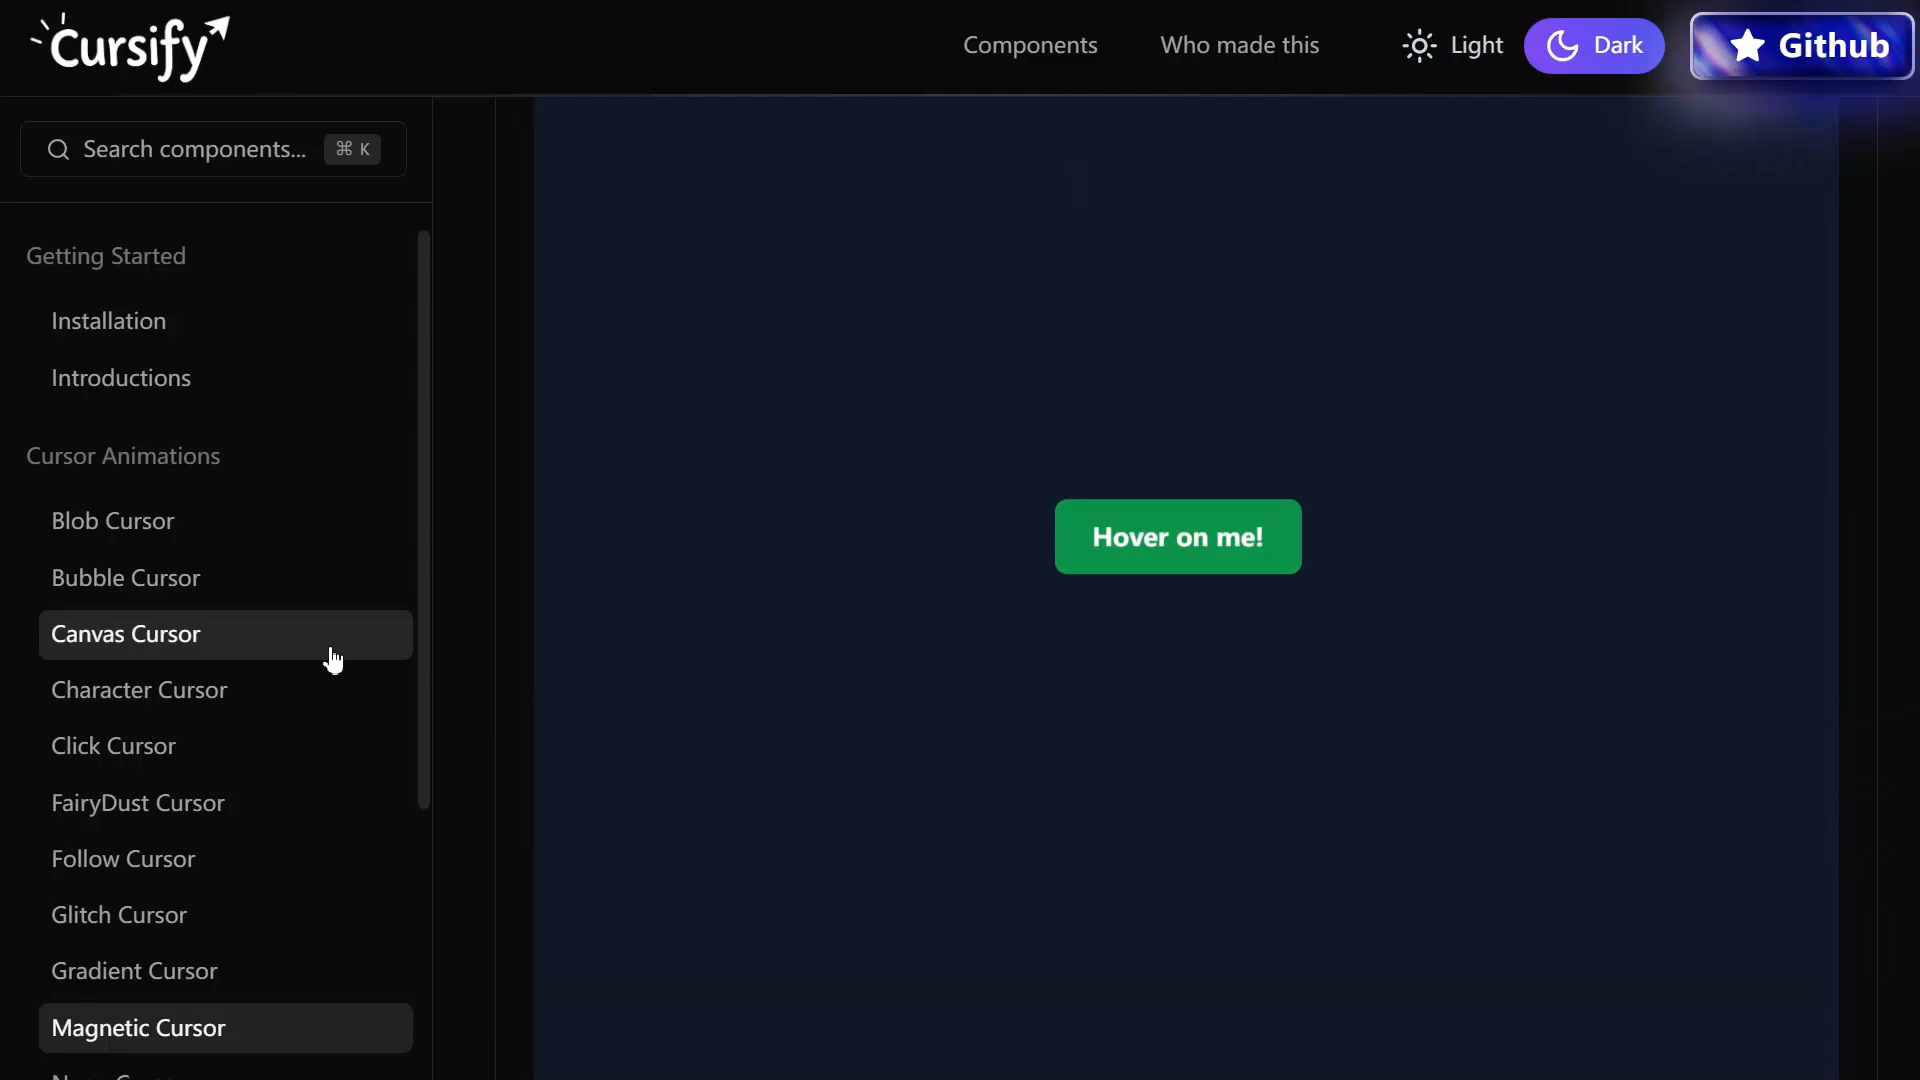 Cursify
Components
Who made this
Light
Dark
Github
Search components...
⌘ K
Getting Started
Installation
Introductions
Cursor Animations
Blob Cursor
Bubble Cursor
Canvas Cursor
Character Cursor
Click Cursor
FairyDust Cursor
Follow Cursor
Glitch Cursor
Gradient Cursor
Magnetic Cursor
Hover on me!